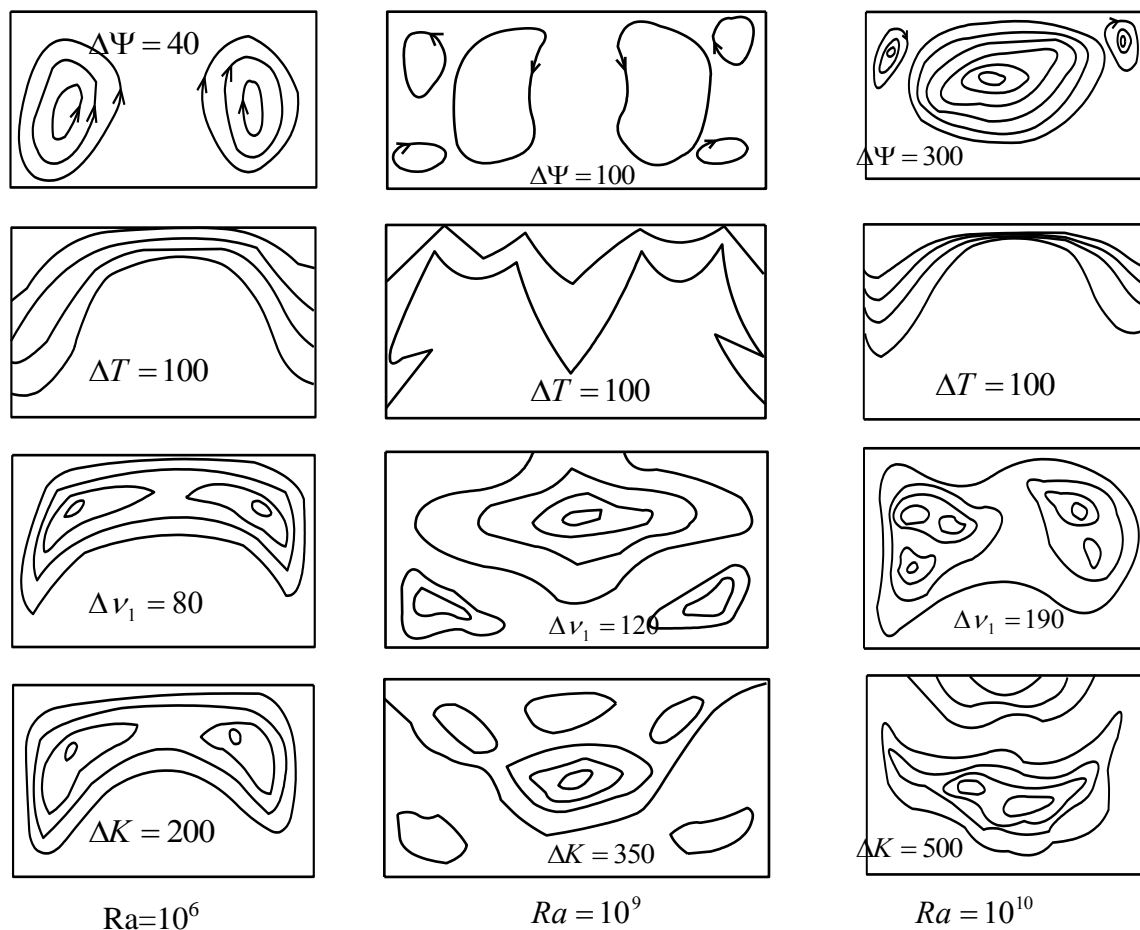 ΔΨ = 40
ΔΨ = 100
ΔΨ = 300
ΔT = 100
ΔT = 100
ΔT = 100
Δν₁ = 80
Δν₁ = 120
Δν₁ = 190
ΔK = 200
ΔK = 350
ΔK = 500
Ra=10⁶
Ra = 10⁹
Ra = 10¹⁰